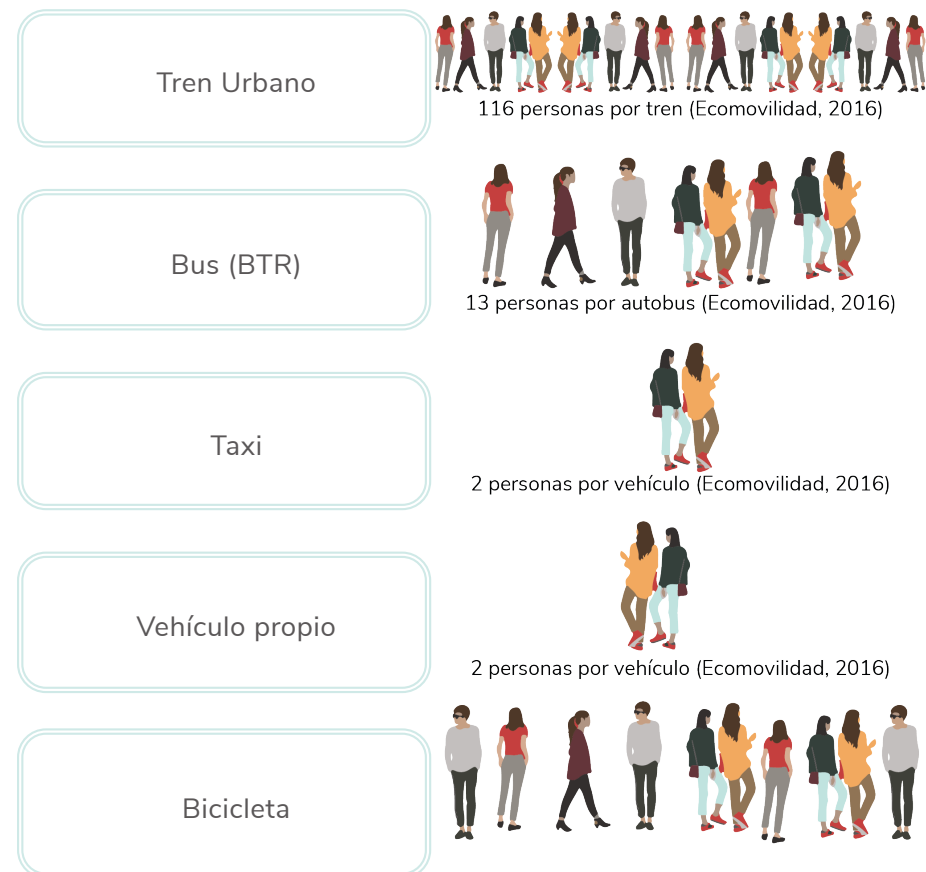 Tren Urbano
116 personas por tren (Ecomovilidad, 2016)
Bus (BTR)
13 personas por autobus (Ecomovilidad, 2016)
Taxi
2 personas por vehículo (Ecomovilidad, 2016)
Vehículo propio
2 personas por vehículo (Ecomovilidad, 2016)
Bicicleta